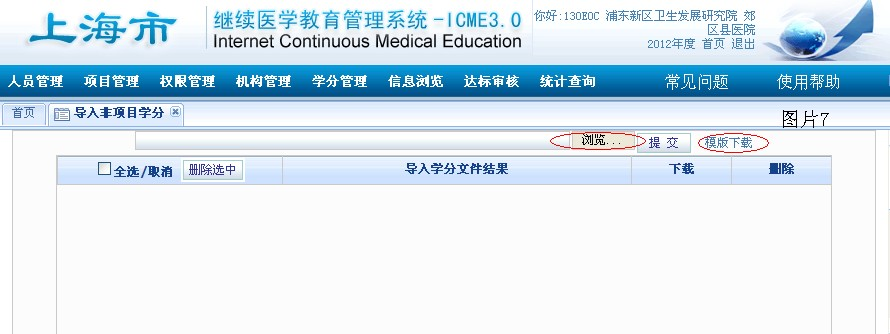 上海市
继续医学教育管理系统-ICME3.0
Internet Continuous Medical Education
你好:130E0C 浦东新区卫生发展研究院 郊
区县医院
2012年度 首页 退出
人员管理 项目管理 权限管理 机构管理 学分管理 信息浏览 达标审核 统计查询 常见问题 使用帮助
首页 导入非项目学分
图片7
浏览... 提 交 模版下载
全选/取消 删除选中 导入学分文件结果 下载 删除